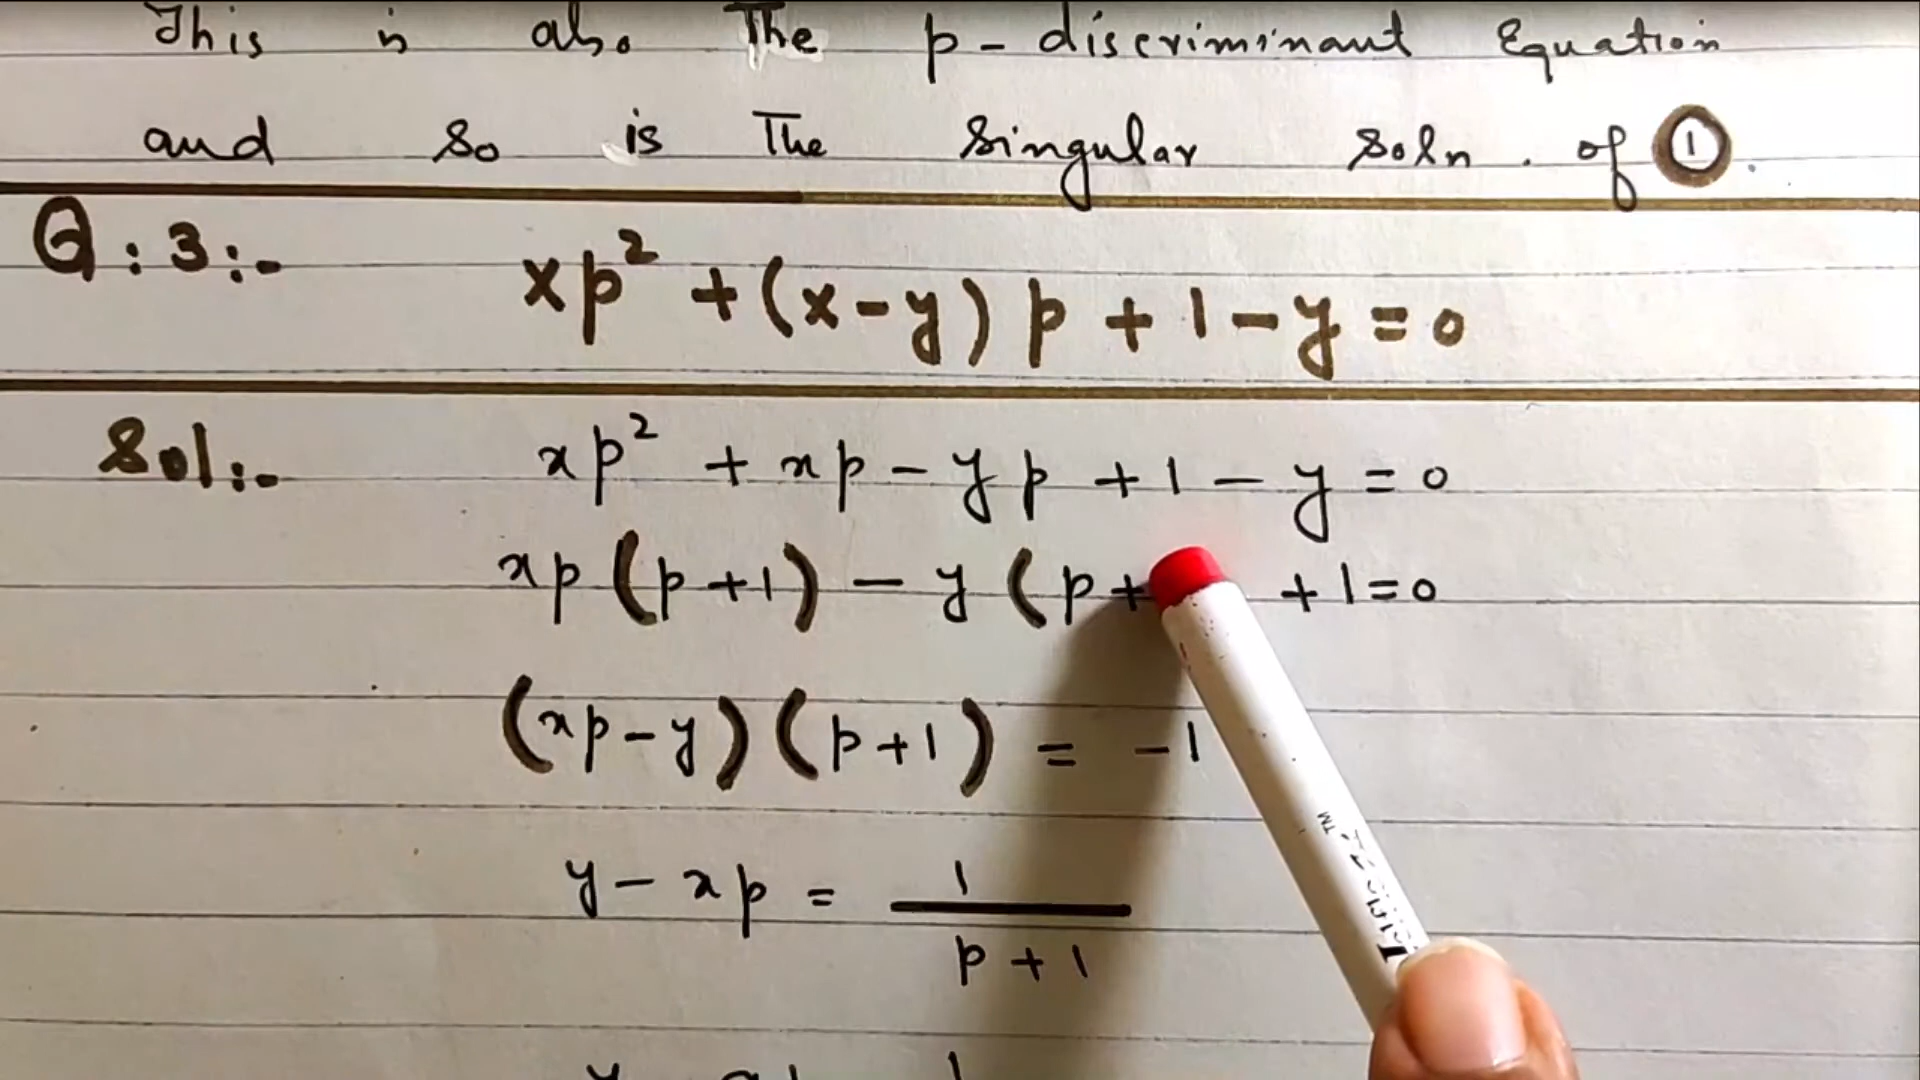 This is also The p-discriminant Equation
and so is The singular soln. of ①.
Q:3:- xp² + (x-y) p + 1 - y = 0
Sol:- xp² + xp - yp + 1 - y = 0
xp (p+1) - y (p+ + 1 = 0
(xp-y) (p+1) = -1
y - xp = 1
p + 1